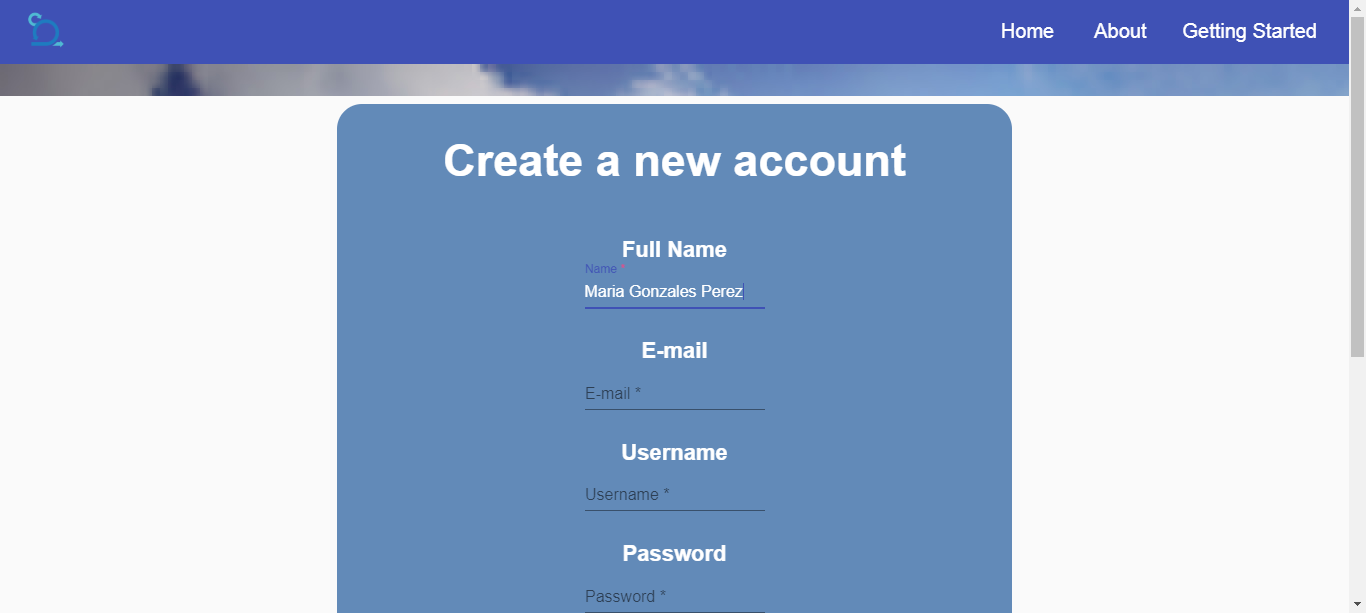 Home About Getting Started
Create a new account
Full Name
Name *
Maria Gonzales Perez
E-mail
E-mail *
Username
Username *
Password
Password *